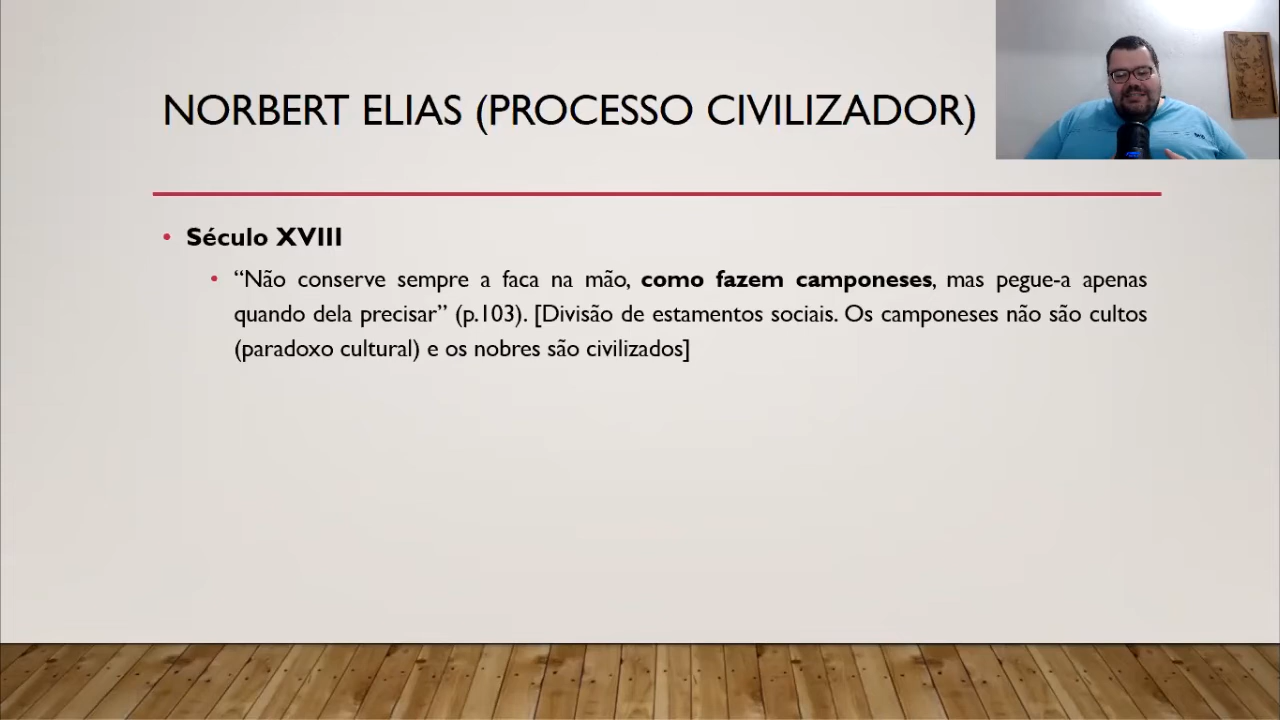 NORBERT ELIAS (PROCESSO CIVILIZADOR)
• Século XVIII
• “Não conserve sempre a faca na mão, como fazem camponeses, mas pegue-a apenas
quando dela precisar” (p.103). [Divisão de estamentos sociais. Os camponeses não são cultos
(paradoxo cultural) e os nobres são civilizados]